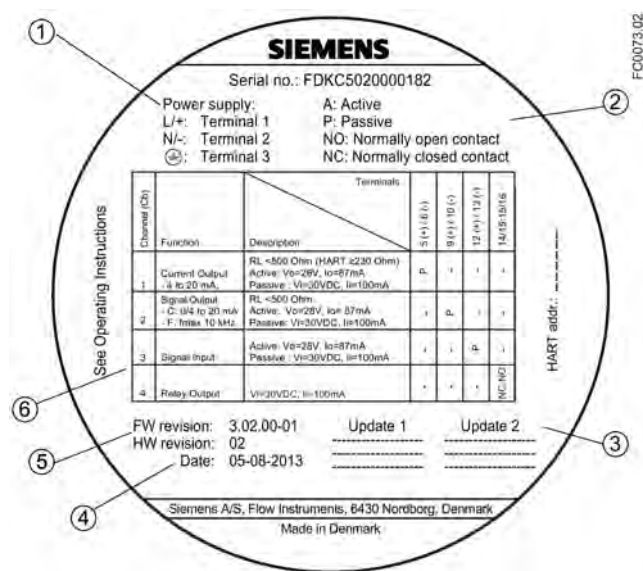 FC0073.02
1
SIEMENS
Serial no.: FDKC5020000182
2
Power supply:
L/+: Terminal 1
N/-: Terminal 2
: Terminal 3
A: Active
P: Passive
NO: Normally open contact
NC: Normally closed contact
See Operating Instructions
HART addr.: _ _ _ _ _ _
Channel (Ch) Function Description Terminals 5 (+) / 6 (-) 9 (+) / 10 (-) 12 (+) / 13 (-) 14/15;15/16
RL <500 Ohm (HART ≥230 Ohm)
1 Current Output Active: Vo=28V, Io=87mA P - - -
- 4 to 20 mA, Passive : Vi=30VDC, Ii=100mA
Signal Output RL <500 Ohm
2 - C: 0/4 to 20 mA Active: Vo=28V, Io= 87mA - P - -
- F: fmax 10 kHz Passive: Vi=30VDC, Ii=100mA
Active: Vo=28V, Io=87mA
3 Signal Input Passive : Vi=30VDC, Ii=100mA - - P -
4 Relay Output Vi=30VDC, Ii=100mA - - - NC;NO
6
FW revision: 3.02.00-01
HW revision: 02
Date: 05-08-2013
Update 1
Update 2
3
5
4
Siemens A/S, Flow Instruments, 6430 Nordborg, Denmark
Made in Denmark